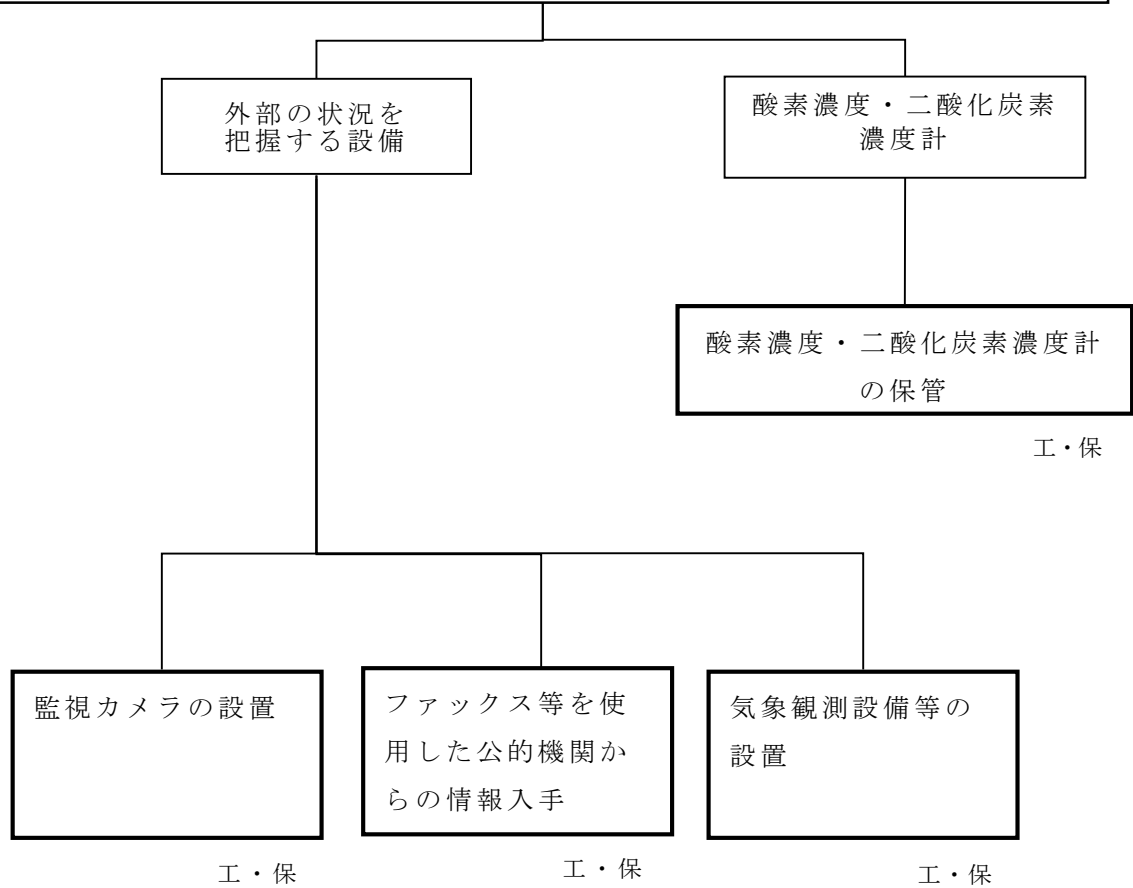 外部の状況を
把握する設備
酸素濃度・二酸化炭素
濃度計
酸素濃度・二酸化炭素濃度計
の保管
工・保
監視カメラの設置
工・保
ファックス等を使
用した公的機関か
らの情報入手
工・保
気象観測設備等の
設置
工・保